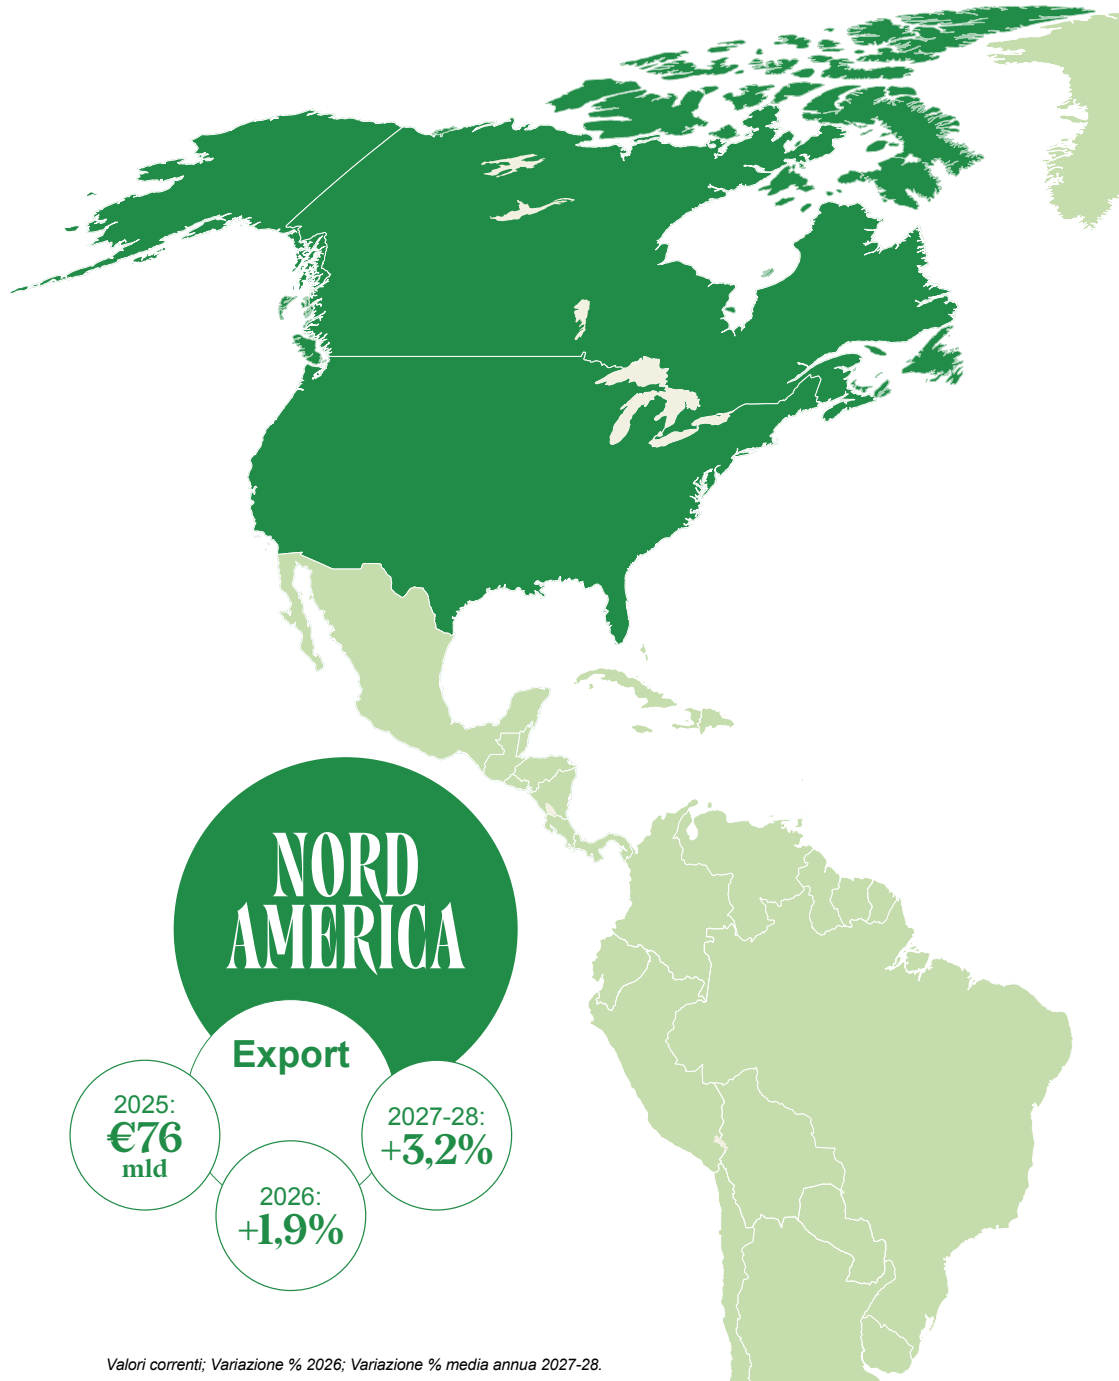 NORD
AMERICA
Export
2025:
€76
mld
2026:
+1,9%
2027-28:
+3,2%
Valori correnti; Variazione % 2026; Variazione % media annua 2027-28.